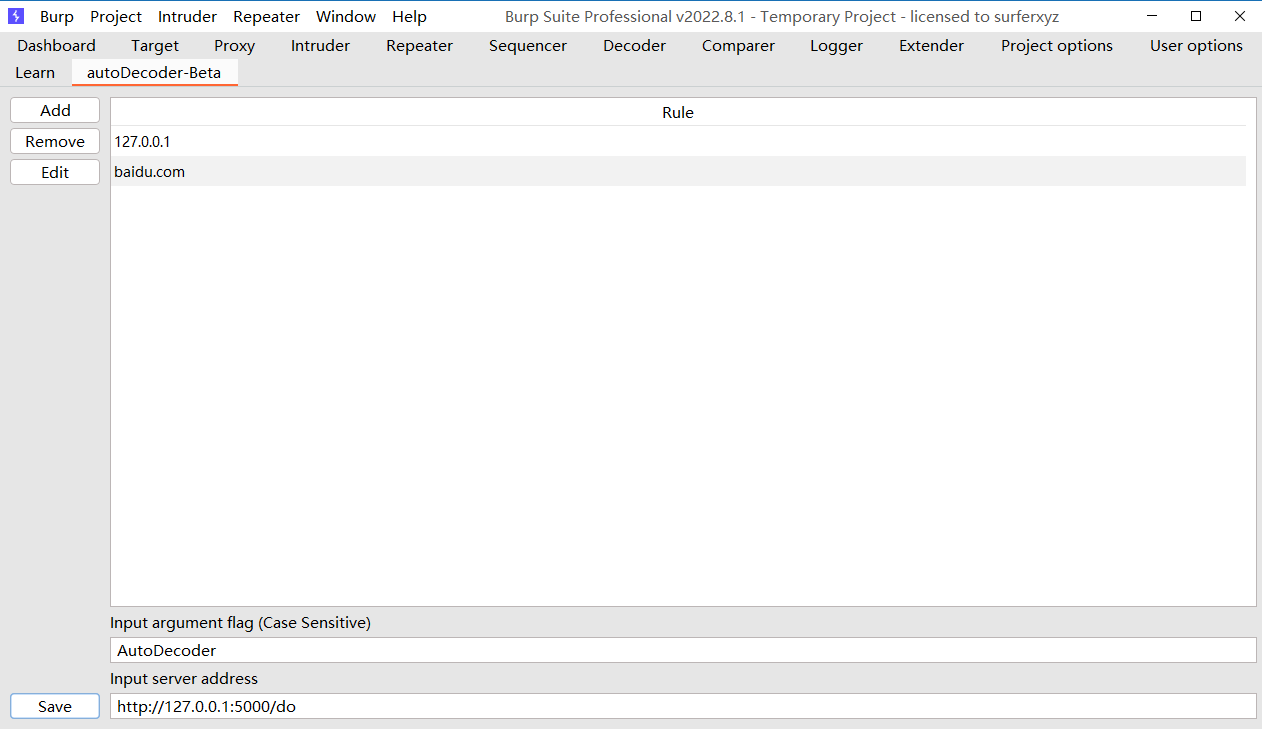 Burp Project Intruder Repeater Window Help Burp Suite Professional v2022.8.1 - Temporary Project - licensed to surferxyz
Dashboard Target Proxy Intruder Repeater Sequencer Decoder Comparer Logger Extender Project options User options
Learn autoDecoder-Beta
Add
Remove
Edit
Rule
127.0.0.1
baidu.com
Input argument flag (Case Sensitive)
AutoDecoder
Input server address
Save http://127.0.0.1:5000/do